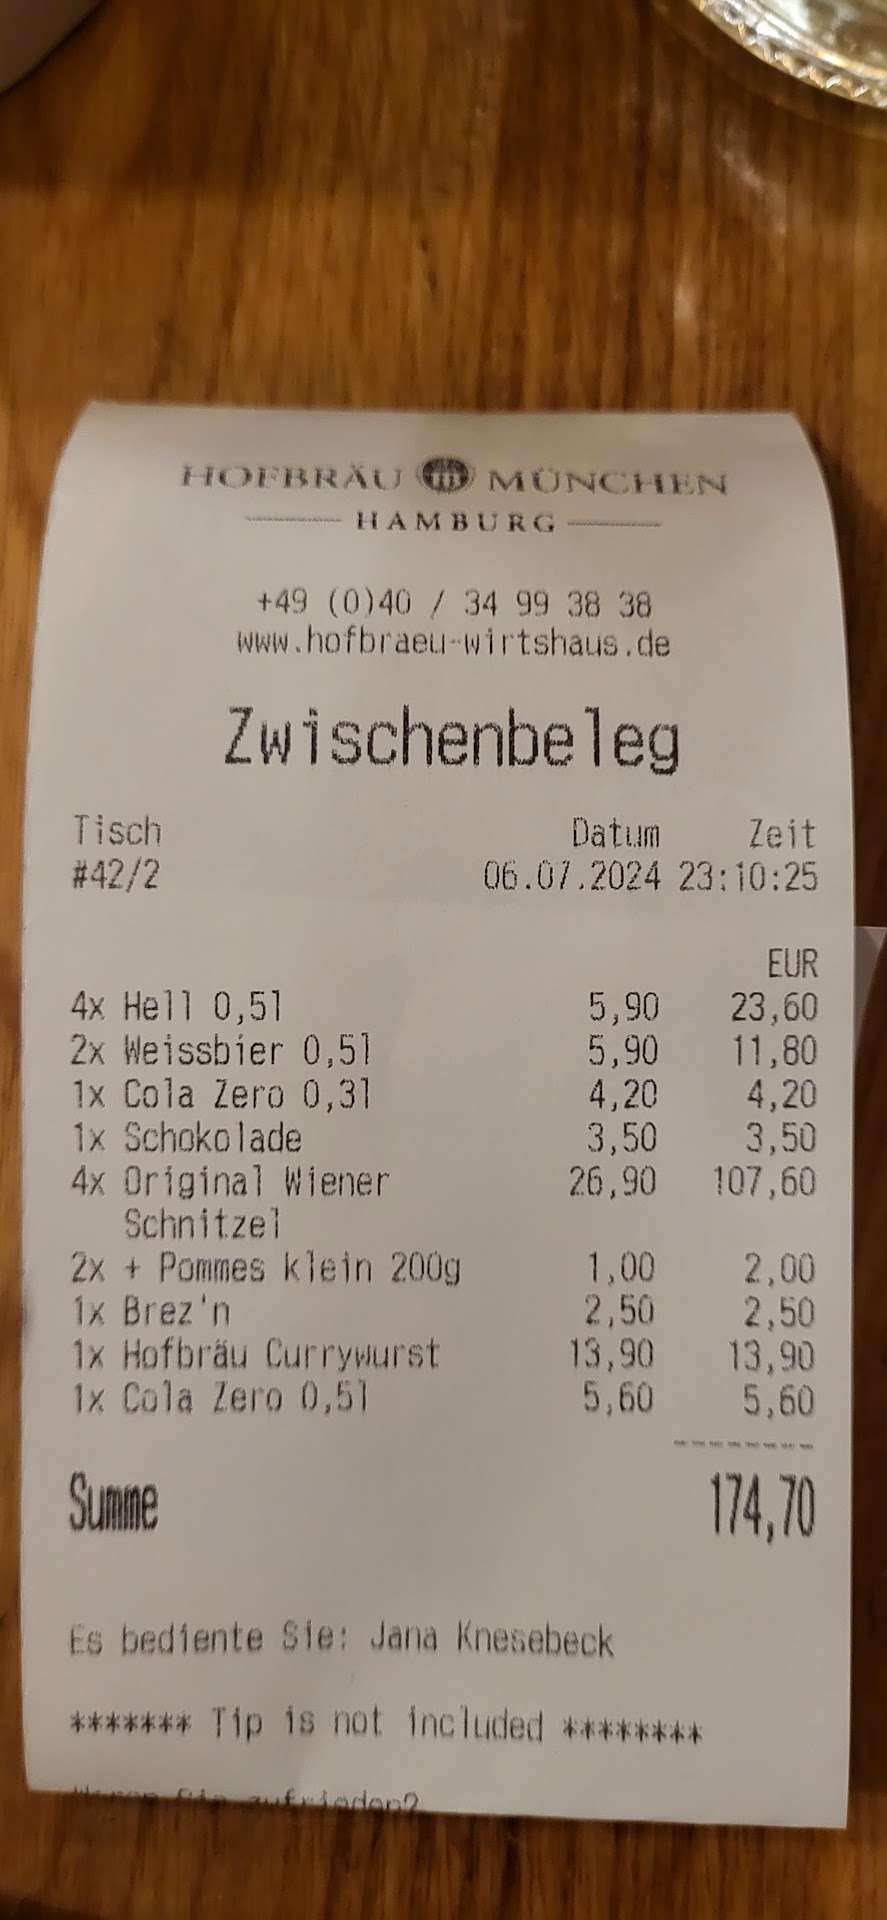 HOFBRÄU MÜNCHEN
HAMBURG
+49 (0)40 / 34 99 38 38
www.hofbraeu-wirtshaus.de
Zwischenbeleg
Tisch Datum Zeit
#42/2 06.07.2024 23:10:25
EUR
4x Hell 0,5l 5,90 23,60
2x Weissbier 0,5l 5,90 11,80
1x Cola Zero 0,3l 4,20 4,20
1x Schokolade 3,50 3,50
4x Original Wiener 26,90 107,60
Schnitzel
2x + Pommes klein 200g 1,00 2,00
1x Brez'n 2,50 2,50
1x Hofbräu Currywurst 13,90 13,90
1x Cola Zero 0,5l 5,60 5,60
--------
Summe 174,70
Es bediente Sie: Jana Knesebeck
******* Tip is not included ********
Waren Sie zufrieden?